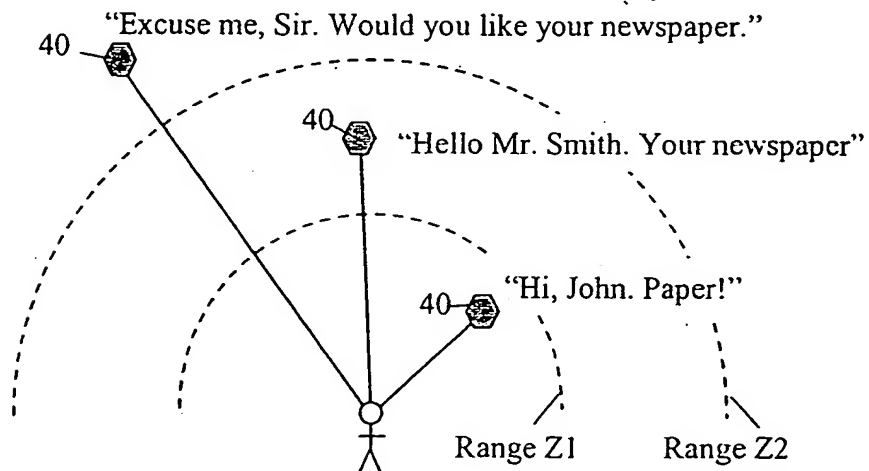 “Excuse me, Sir. Would you like your newspaper.”
40
40
“Hello Mr. Smith. Your newspaper”
40
“Hi, John. Paper!”
Range Z1
Range Z2